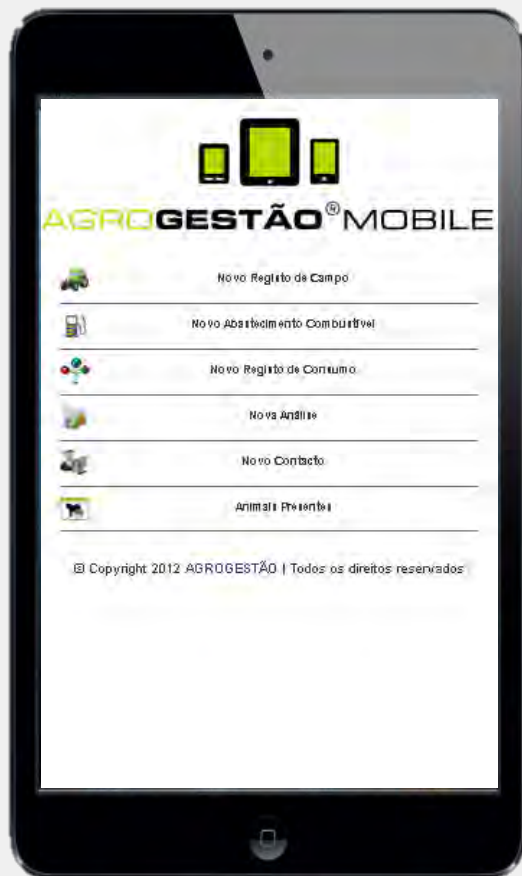 AGROGESTÃO®MOBILE
Novo Registo de Campo
Novo Abastecimento Combustível
Novo Registo de Consumo
Nova Análise
Novo Contacto
Animais Presentes
© Copyright 2012 AGROGESTÃO | Todos os direitos reservados